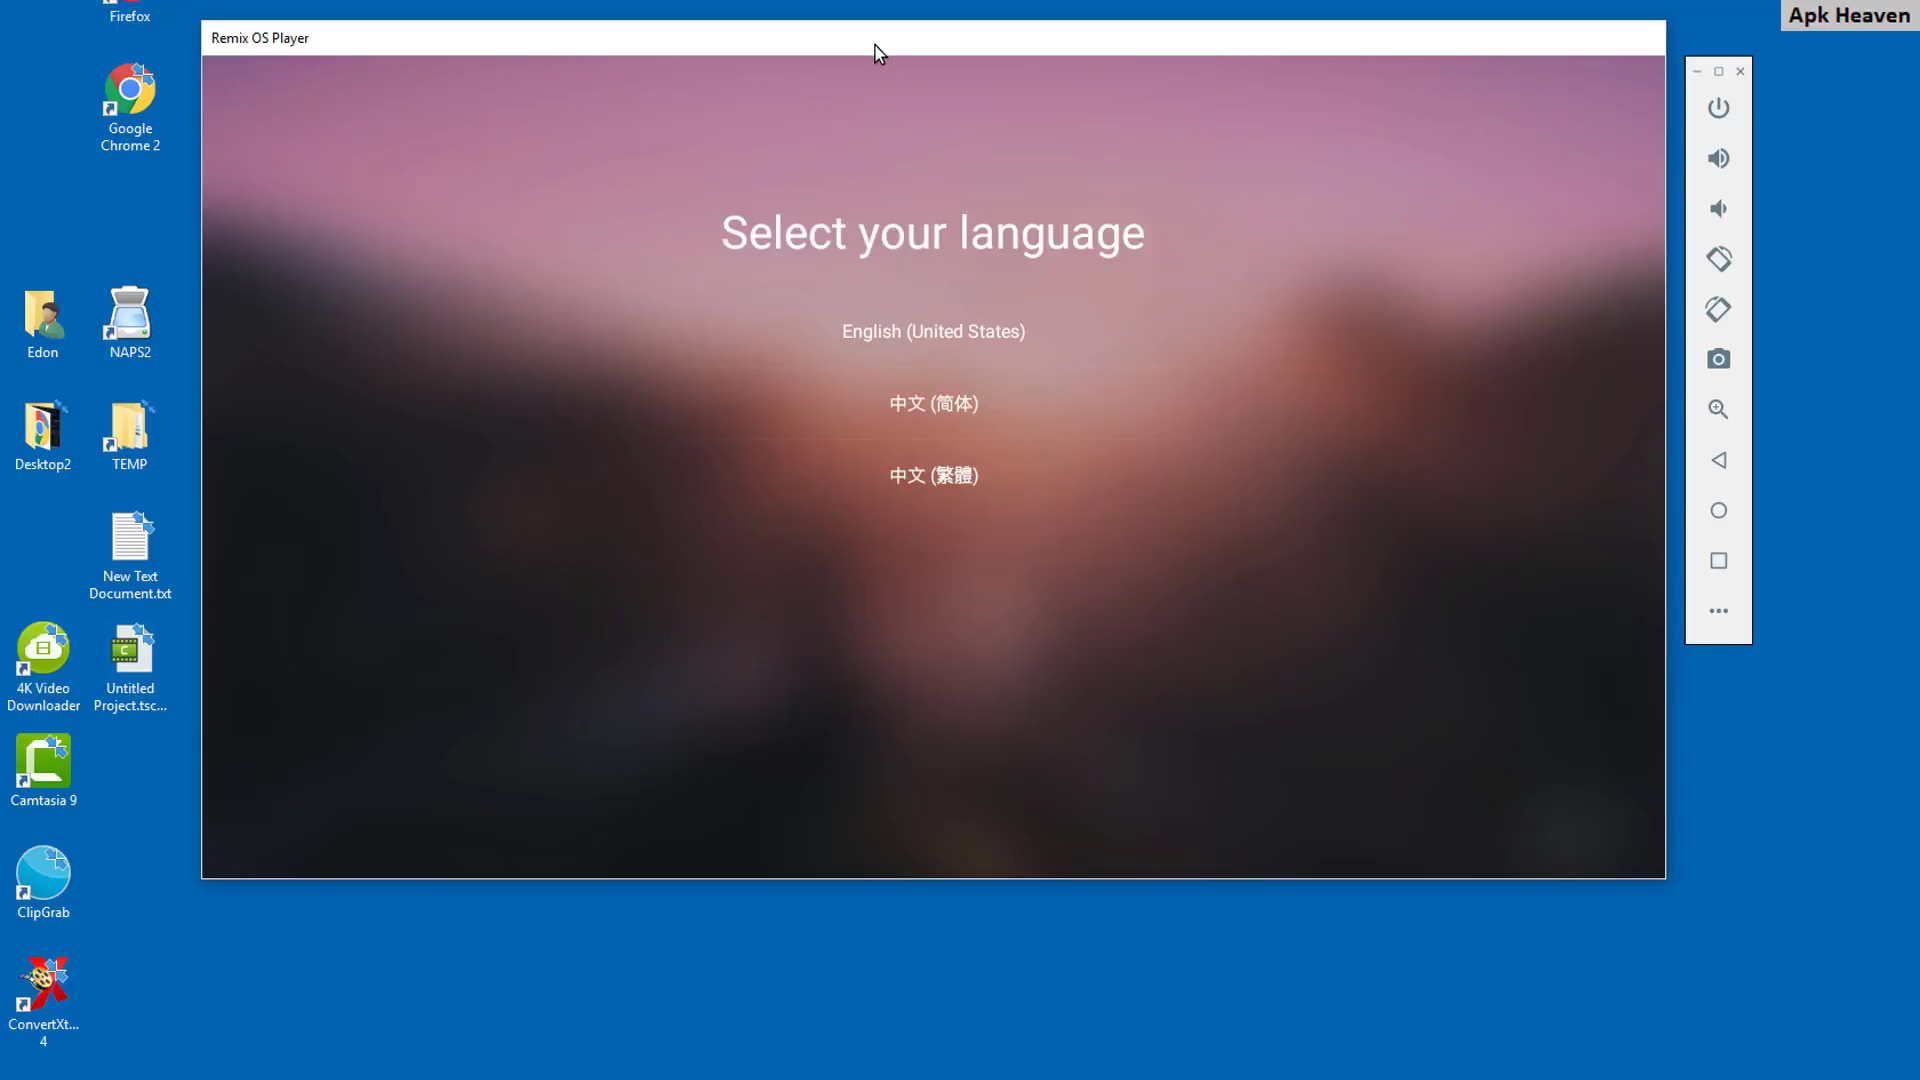 Firefox
Apk Heaven
Remix OS Player
Google
Chrome 2
Select your language
English (United States)
中文 (简体)
中文 (繁體)
Edon
NAPS2
Desktop2
TEMP
New Text
Document.txt
4K Video
Downloader
Untitled
Project.tsc...
Camtasia 9
ClipGrab
ConvertXt...
4